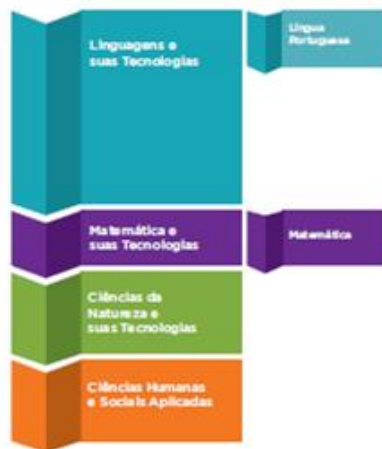 Linguagens e
suas Tecnologias
Língua
Portuguesa
Matemática e
suas Tecnologias
Matemática
Ciências da
Natureza e
suas Tecnologias
Ciências Humanas
e Sociais Aplicadas